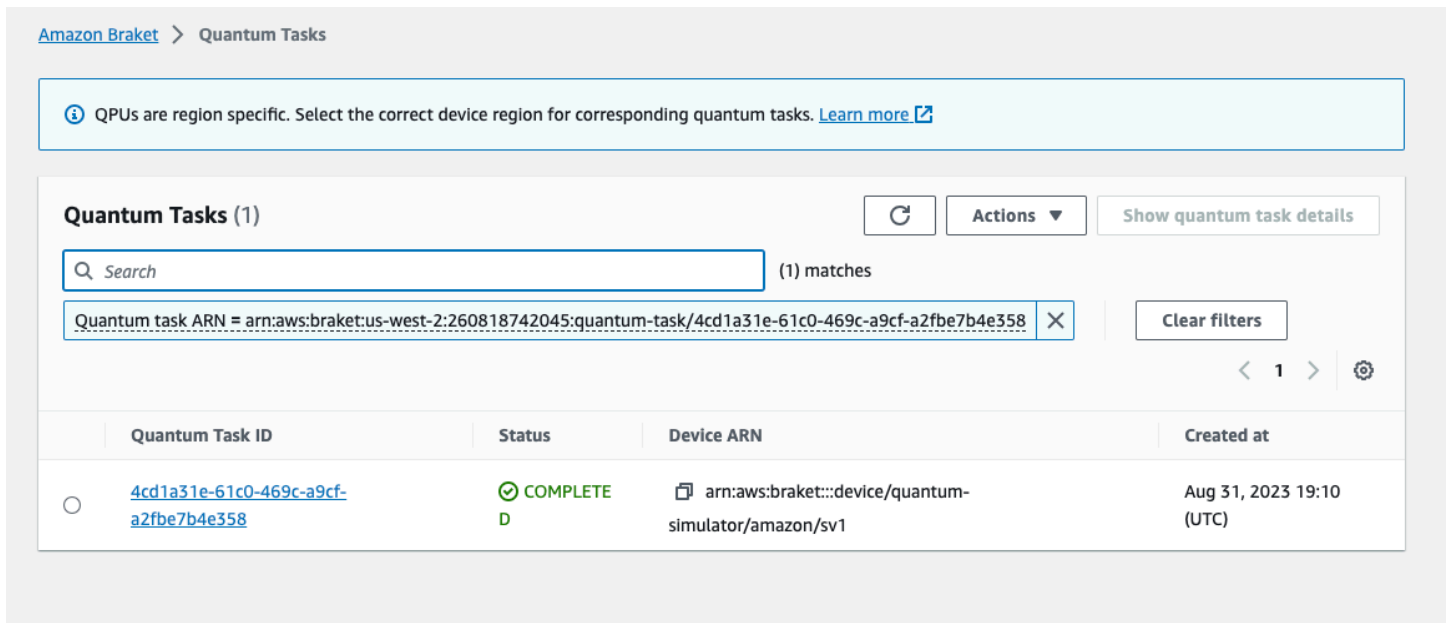 Amazon Braket > Quantum Tasks
QPUs are region specific. Select the correct device region for corresponding quantum tasks. Learn more
Quantum Tasks (1)
Actions
Show quantum task details
Search
(1) matches
Quantum task ARN = arn:aws:braket:us-west-2:260818742045:quantum-task/4cd1a31e-61c0-469c-a9cf-a2fbe7b4e358
Clear filters
1
Quantum Task ID Status Device ARN Created at
4cd1a31e-61c0-469c-a9cf-
a2fbe7b4e358
COMPLETE
D
arn:aws:braket:::device/quantum-
simulator/amazon/sv1
Aug 31, 2023 19:10
(UTC)